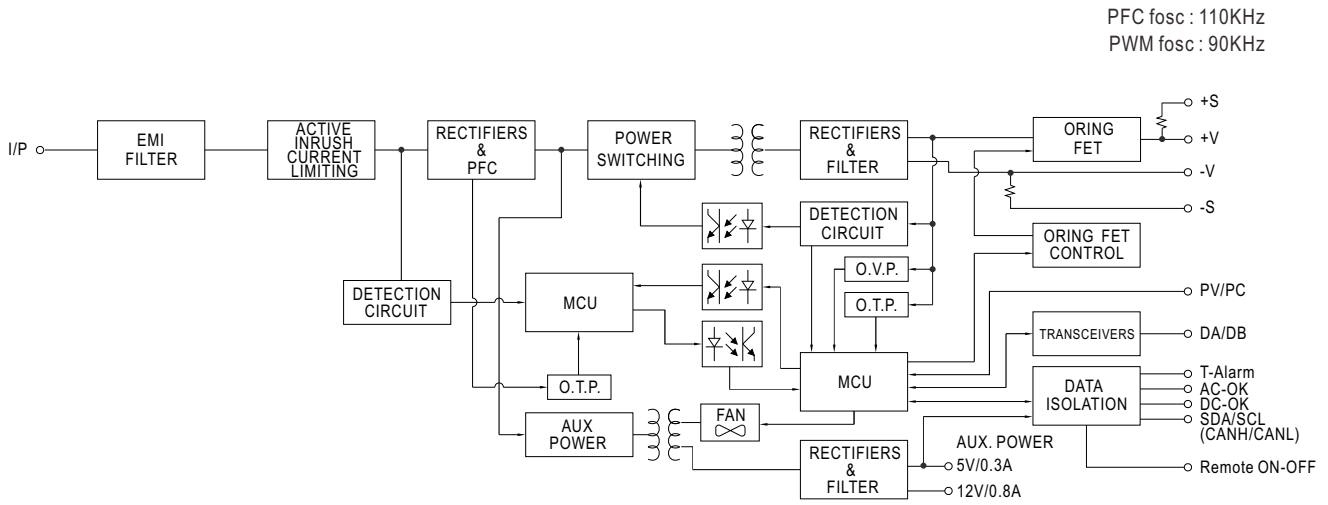 PFC fosc : 110KHz
PWM fosc : 90KHz
I/P
EMI
FILTER
ACTIVE
INRUSH
CURRENT
LIMITING
RECTIFIERS
&
PFC
POWER
SWITCHING
RECTIFIERS
&
FILTER
ORING
FET
+S
+V
-V
-S
DETECTION
CIRCUIT
ORING FET
CONTROL
O.V.P.
O.T.P.
DETECTION
CIRCUIT
MCU
PV/PC
TRANSCEIVERS
DA/DB
MCU
O.T.P.
DATA
ISOLATION
T-Alarm
AC-OK
DC-OK
SDA/SCL
(CANH/CANL)
AUX
POWER
FAN
RECTIFIERS
&
FILTER
AUX. POWER
5V/0.3A
12V/0.8A
Remote ON-OFF